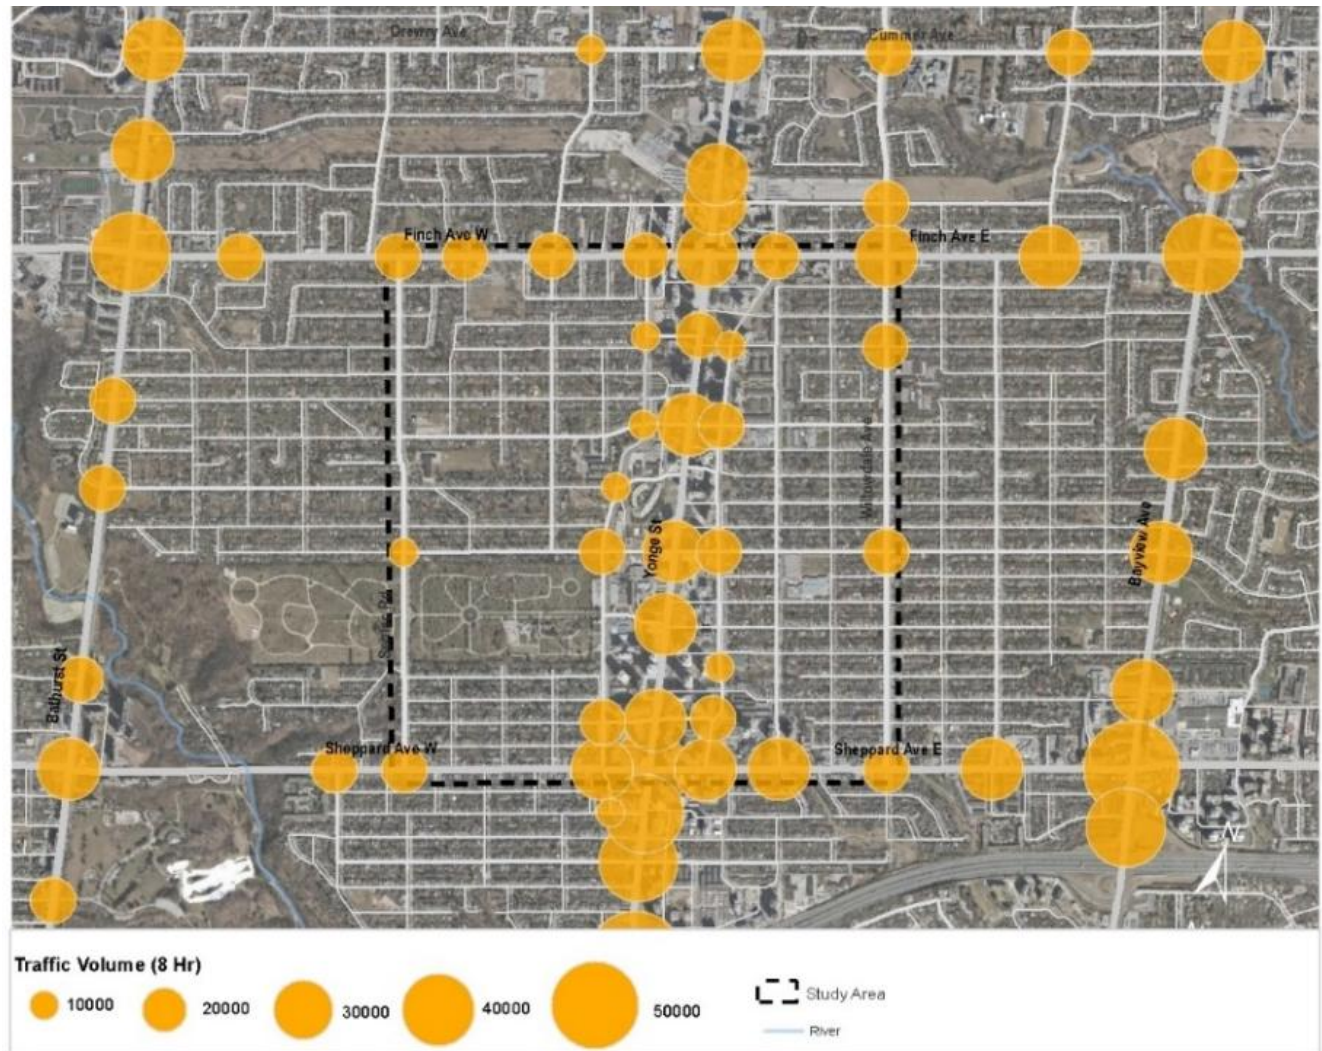 Drewry Ave
Cummer Ave
Finch Ave W
Finch Ave E
Willowdale Ave
Yonge St
Bayview Ave
Bathurst St
Sheppard Ave W
Sheppard Ave E
N
Traffic Volume (8 Hr)
10000
20000
30000
40000
50000
Study Area
River